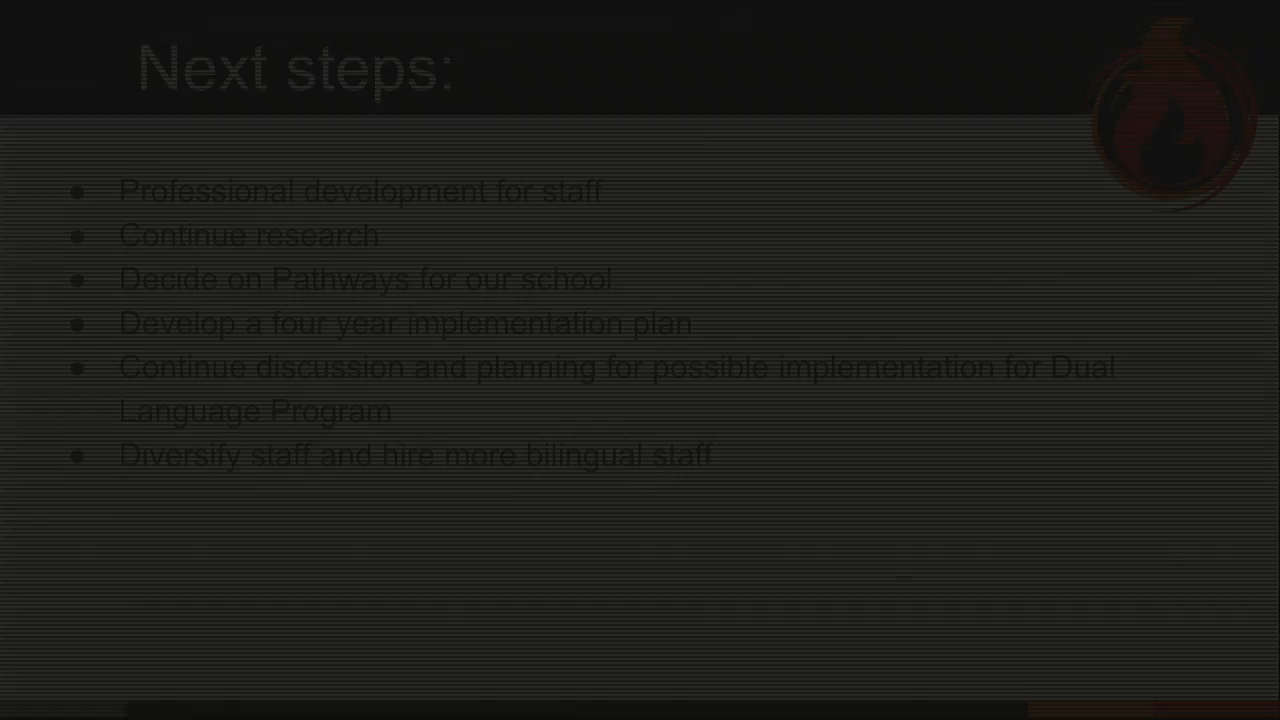 Next steps:
● Professional development for staff
● Continue research
● Decide on Pathways for our school
● Develop a four year implementation plan
● Continue discussion and planning for possible implementation for Dual
Language Program
● Diversify staff and hire more bilingual staff